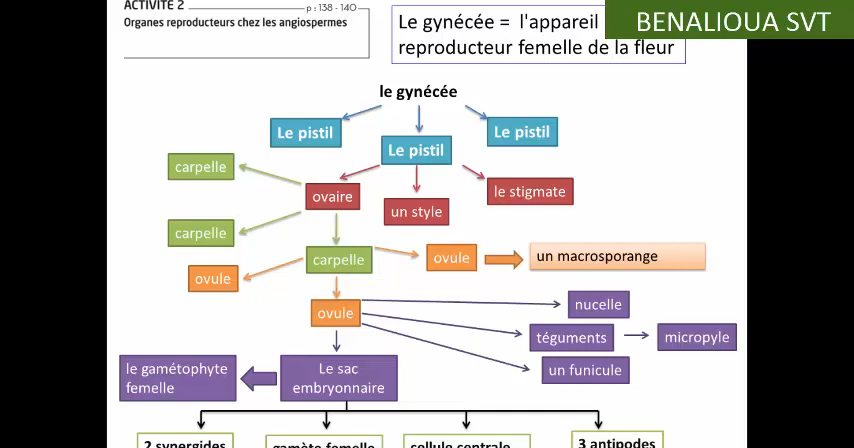 ACTIVITÉ 2
p : 138 - 140
Organes reproducteurs chez les angiospermes
Le gynécée = l'appareil
reproducteur femelle de la fleur
BENALIOUA SVT
le gynécée
Le pistil
Le pistil
Le pistil
carpelle
ovaire
un style
le stigmate
carpelle
carpelle
ovule
un macrosporange
ovule
ovule
nucelle
téguments
micropyle
un funicule
le gamétophyte
femelle
Le sac
embryonnaire
2 synergides
gamète femelle
cellule centrale
3 antipodes